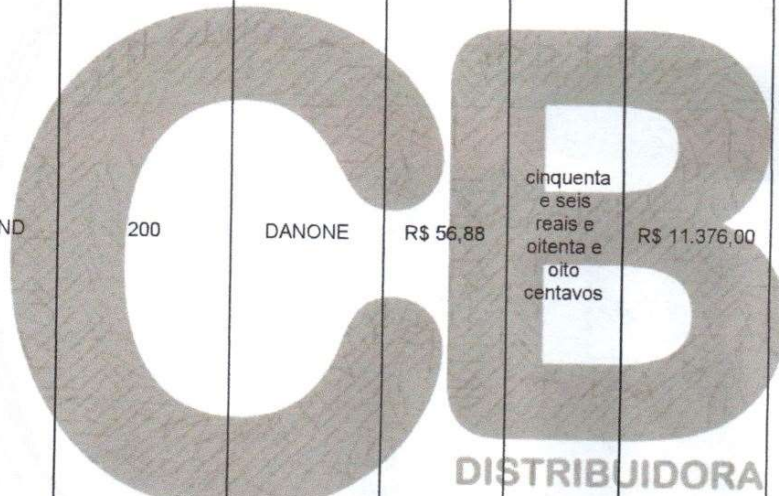 ND 200 DANONE R$ 56,88 cinquenta e seis reais e oitenta e oito centavos R$ 11.376,00
CB
DISTRIBUIDORA